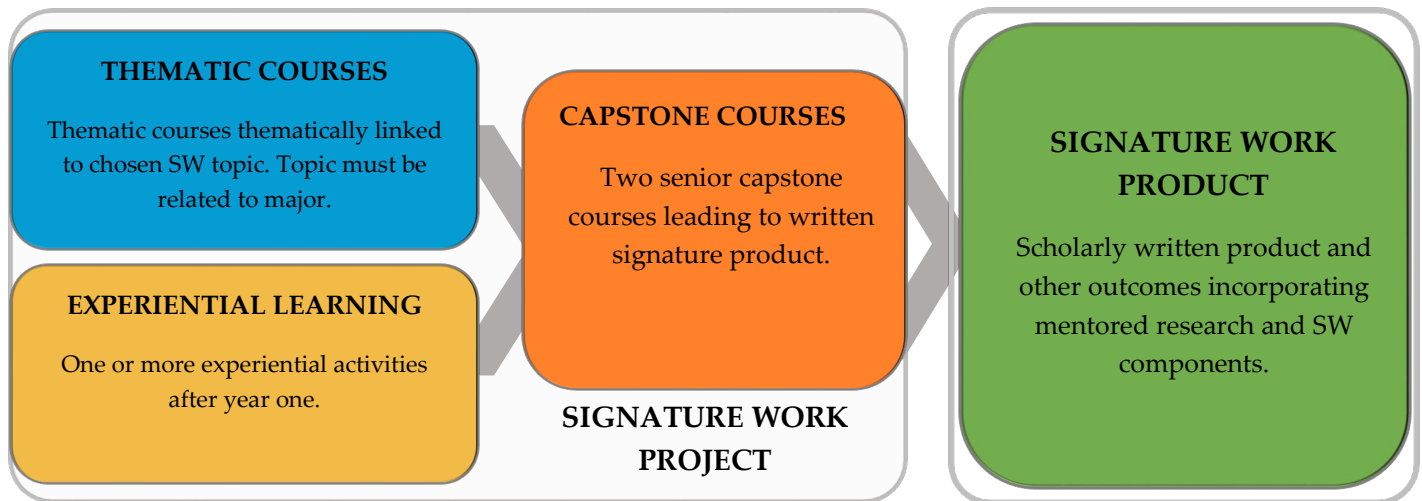 THEMATIC COURSES
Thematic courses thematically linked
to chosen SW topic. Topic must be
related to major.
EXPERIENTIAL LEARNING
One or more experiential activities
after year one.
CAPSTONE COURSES
Two senior capstone
courses leading to written
signature product.
SIGNATURE WORK
PROJECT
SIGNATURE WORK
PRODUCT
Scholarly written product and
other outcomes incorporating
mentored research and SW
components.